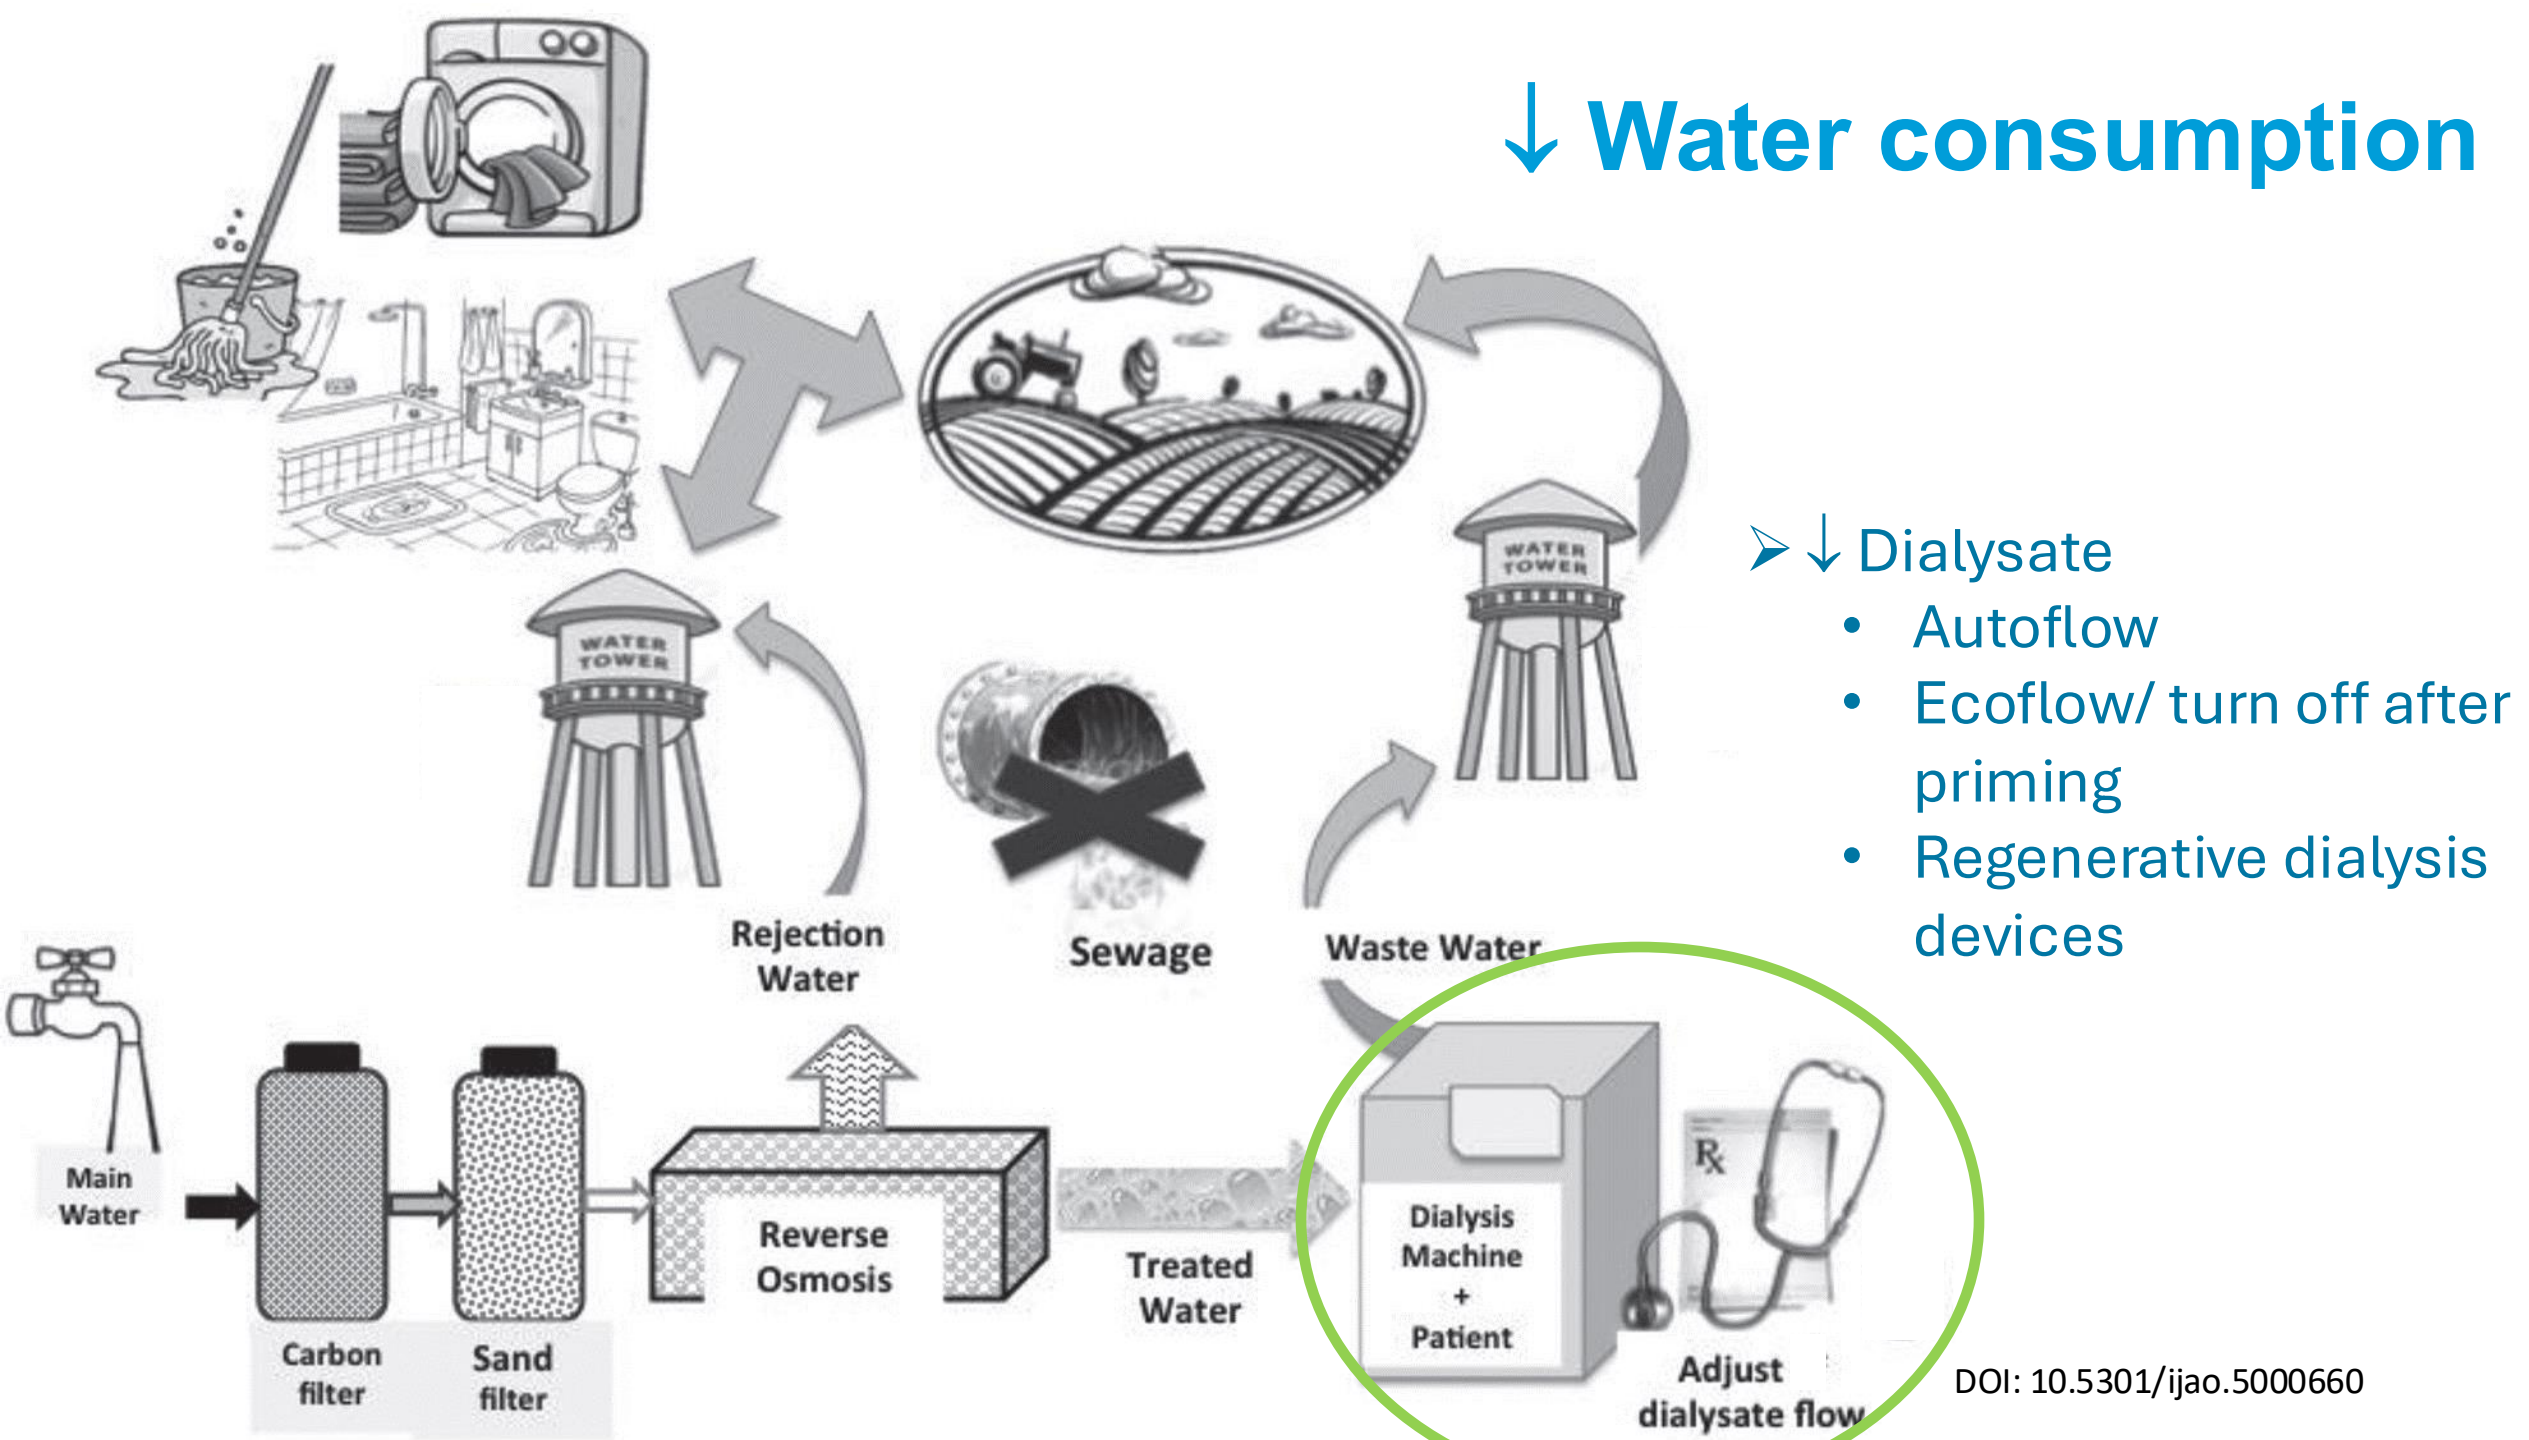 ↓ Water consumption
WATER
TOWER
WATER
TOWER
➢ ↓ Dialysate
• Autoflow
• Ecoflow/ turn off after
priming
• Regenerative dialysis
devices
Rejection
Water
Sewage
Waste Water
Main
Water
Carbon
filter
Sand
filter
Reverse
Osmosis
Treated
Water
Dialysis
Machine
+
Patient
Rx
Adjust
dialysate flow
DOI: 10.5301/ijao.5000660